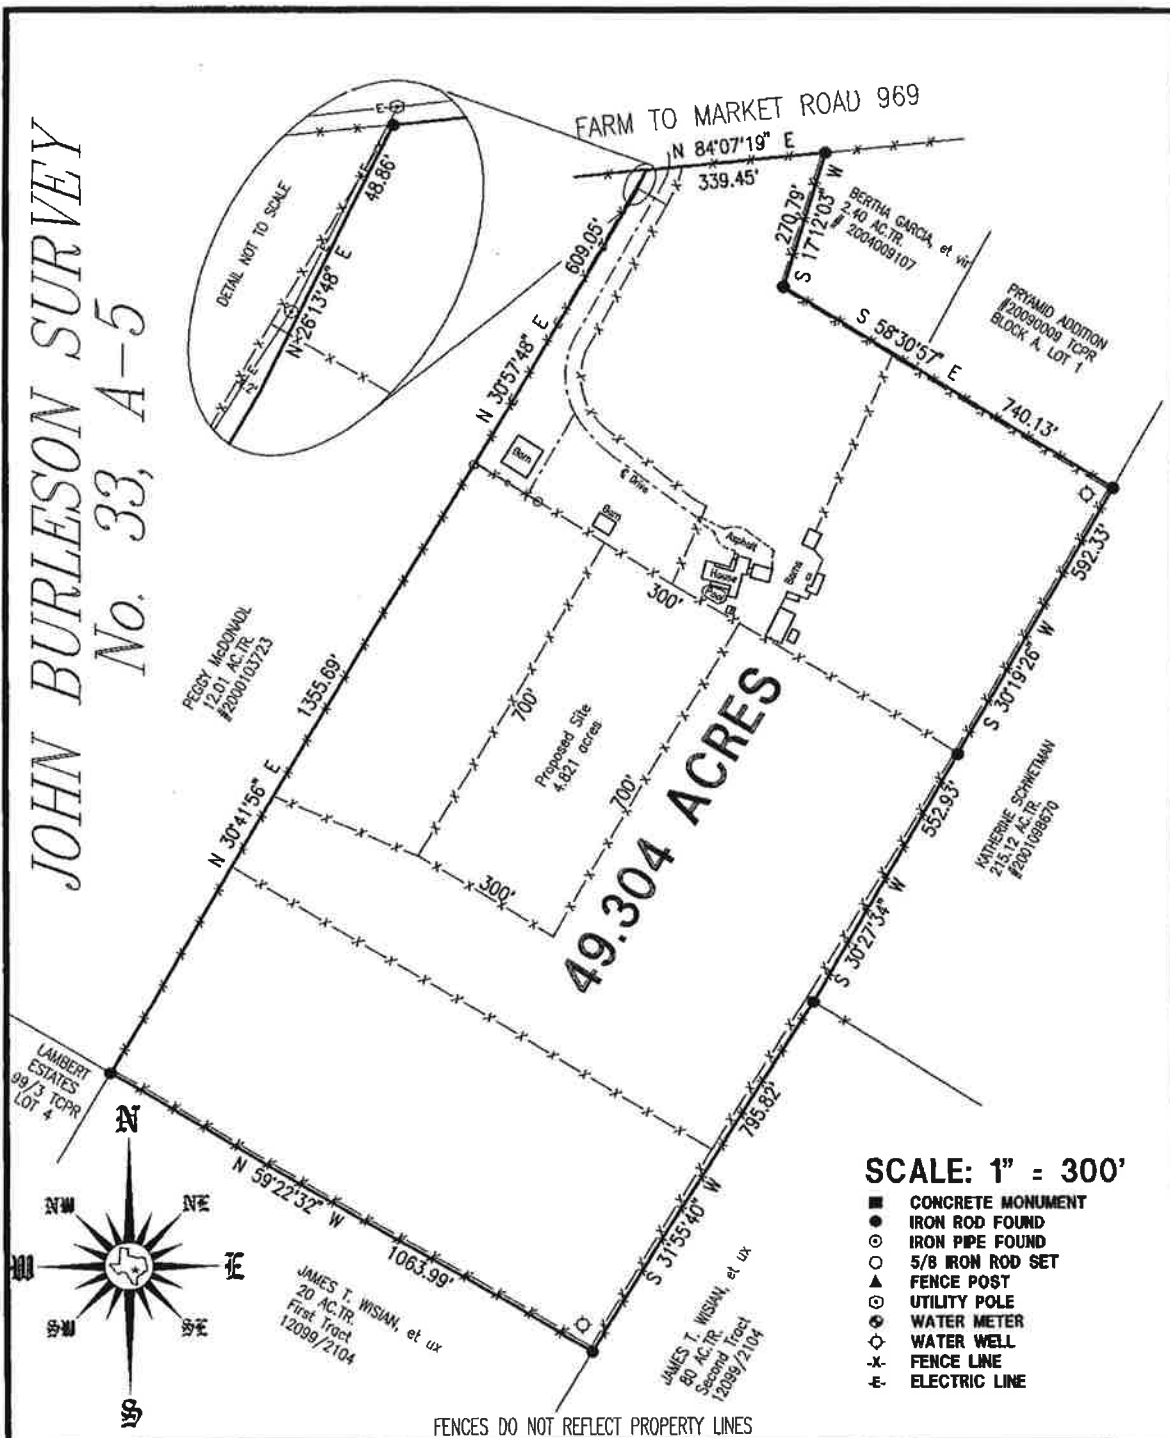 JOHN BURLESON SURVEY
No. 33, A-5
FARM TO MARKET ROAD 969
N 84°07'19" E
339.45'
E
48.86'
DETAIL NOT TO SCALE
N 26°13'48" E
E
2'
609.05'
N 30°57'48" E
270.79'
S 17°12'03" W
BERTHA GARCIA, et vir
2.40 AC.TR.
# 2004009107
S 58°30'57" E
740.13'
PRYAMID ADDITION
#20090009 TCPR
BLOCK A, LOT 1
Barn
Drive
Barn
Asphalt
House
Pool
Barns
300'
592.33'
S 30°19'26" W
PEGGY McDONADL
12.01 AC.TR.
#2000103723
1355.69'
N 30°41'56" E
700'
Proposed Site
4.821 acres
700'
300'
49.304 ACRES
552.93'
S 30°27'34" W
KATHERINE SCHWETMAN
215.12 AC.TR.
#2001098670
795.82'
S 31°55'40" W
LAMBERT
ESTATES
99/3 TCPR
LOT 4
N 59°22'32" W
1063.99'
JAMES T. WISIAN, et ux
20 AC.TR.
First Tract
12099/2104
JAMES T. WISIAN, et ux
80 AC.TR.
Second Tract
12099/2104
N
NW
NE
W
E
SW
SE
S
SCALE: 1" = 300'
CONCRETE MONUMENT
IRON ROD FOUND
IRON PIPE FOUND
5/8 IRON ROD SET
FENCE POST
UTILITY POLE
WATER METER
WATER WELL
-X- FENCE LINE
-E- ELECTRIC LINE
FENCES DO NOT REFLECT PROPERTY LINES